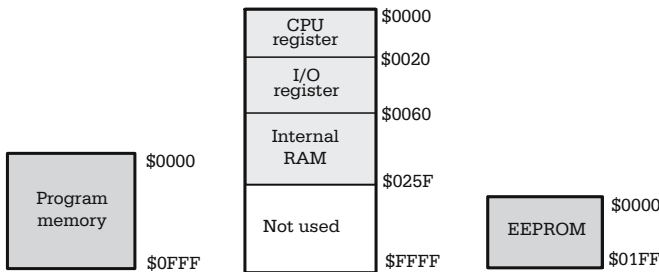 CPU
register
$0000
$0020
I/O
register
$0060
Internal
RAM
$025F
Not used
$FFFF
$0000
Program
memory
$0FFF
$0000
EEPROM
$01FF